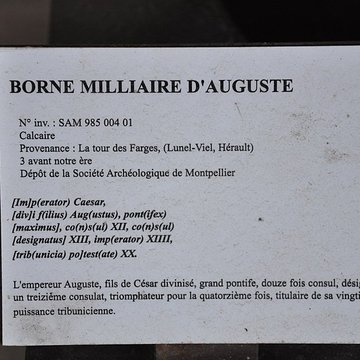 BORNE MILLIAIRE D'AUGUSTE
N° inv. : SAM 985 004 01
Calcaire
Provenance : La tour des Farges, (Lunel-Viel, Hérault)
3 avant notre ère
Dépôt de la Société Archéologique de Montpellier
[Im]p(erator) Caesar,
[div]i f(ilius) Aug(ustus), pont(ifex)
[maximus], co(n)s(ul) XII, co(n)s(ul)
[designatus] XIII, imp(erator) XIIII,
[trib(unicia) po]test(ate) XX.
L'empereur Auguste, fils de César divinisé, grand pontife, douze fois consul, dési
un treizième consulat, triomphateur pour la quatorzième fois, titulaire de sa vingti
puissance tribunicienne.